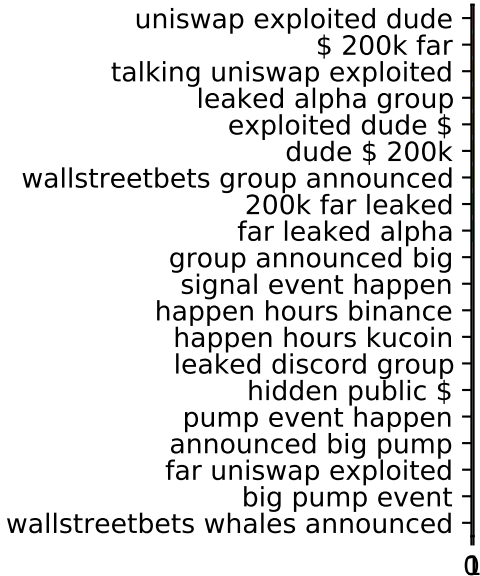 uniswap exploited dude
$ 200k far
talking uniswap exploited
leaked alpha group
exploited dude $
dude $ 200k
wallstreetbets group announced
200k far leaked
far leaked alpha
group announced big
signal event happen
happen hours binance
happen hours kucoin
leaked discord group
hidden public $
pump event happen
announced big pump
far uniswap exploited
big pump event
wallstreetbets whales announced